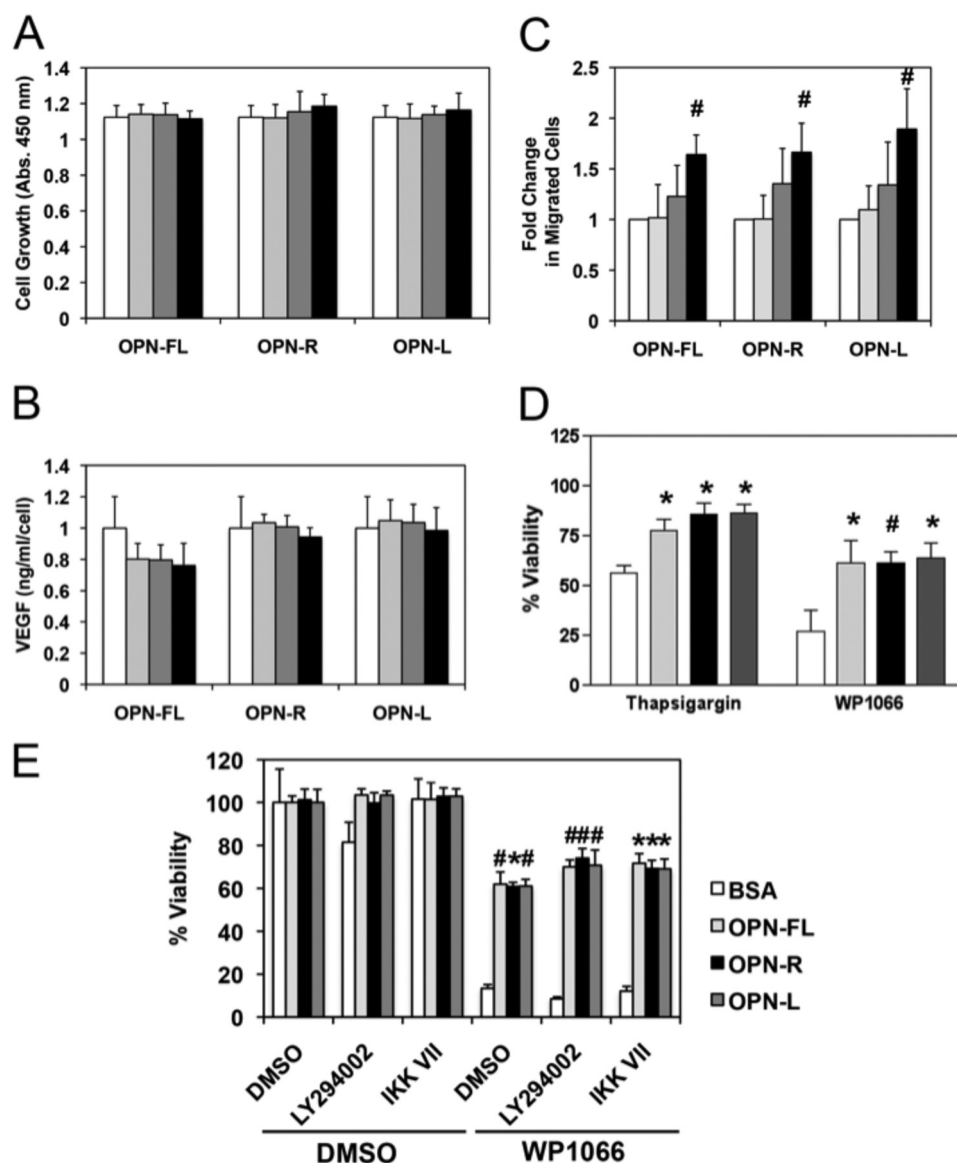 A
1.4
1.2
1
0.8
0.6
0.4
0.2
0
Cell Growth (Abs. 450 nm)
OPN-FL OPN-R OPN-L
C
2.5
2
1.5
1
0.5
0
Fold Change
in Migrated Cells
# # #
OPN-FL OPN-R OPN-L
B
1.4
1.2
1
0.8
0.6
0.4
0.2
0
VEGF (ng/ml/cell)
OPN-FL OPN-R OPN-L
D
125
100
75
50
25
0
% Viability
* * * * # *
Thapsigargin WP1066
E
120
100
80
60
40
20
0
% Viability
#*# ### ***
BSA
OPN-FL
OPN-R
OPN-L
DMSO LY294002 IKK VII DMSO LY294002 IKK VII
DMSO WP1066